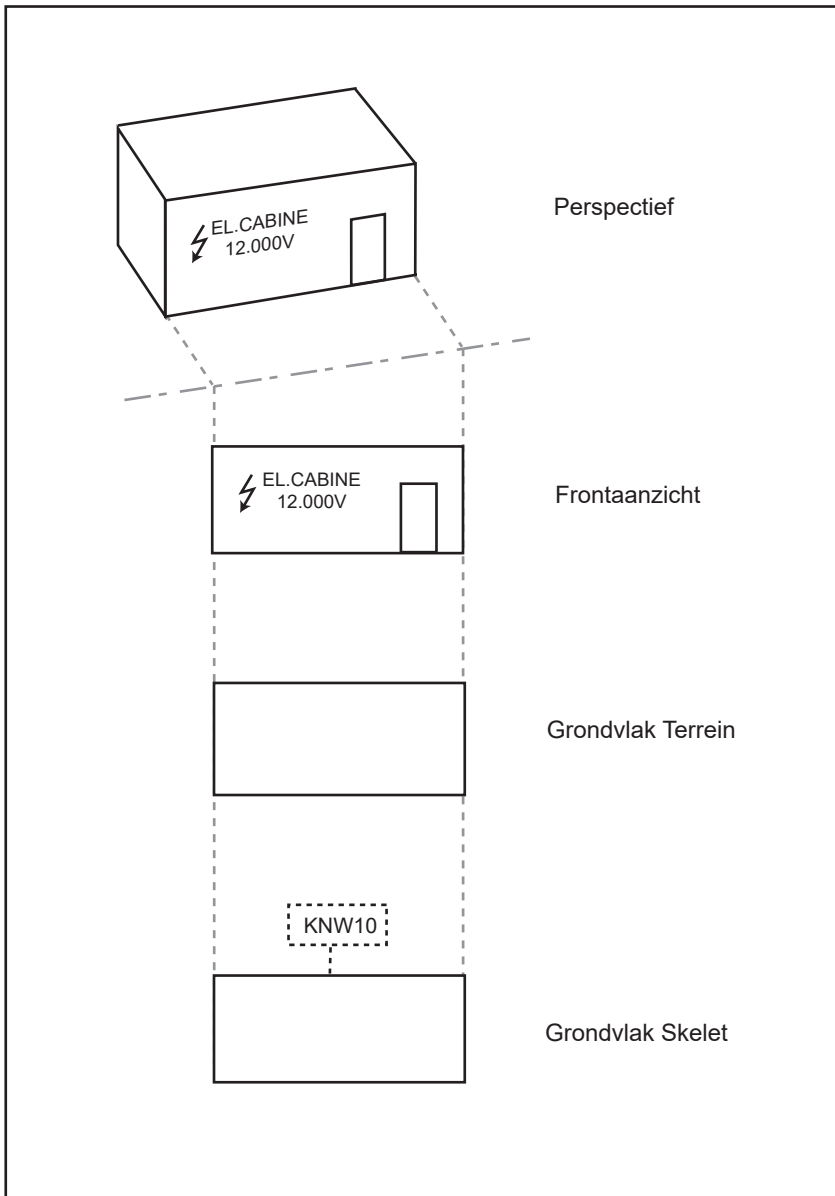 Perspectief
EL.CABINE
12.000V
EL.CABINE
12.000V
Frontaanzicht
Grondvlak Terrein
KNW10
Grondvlak Skelet